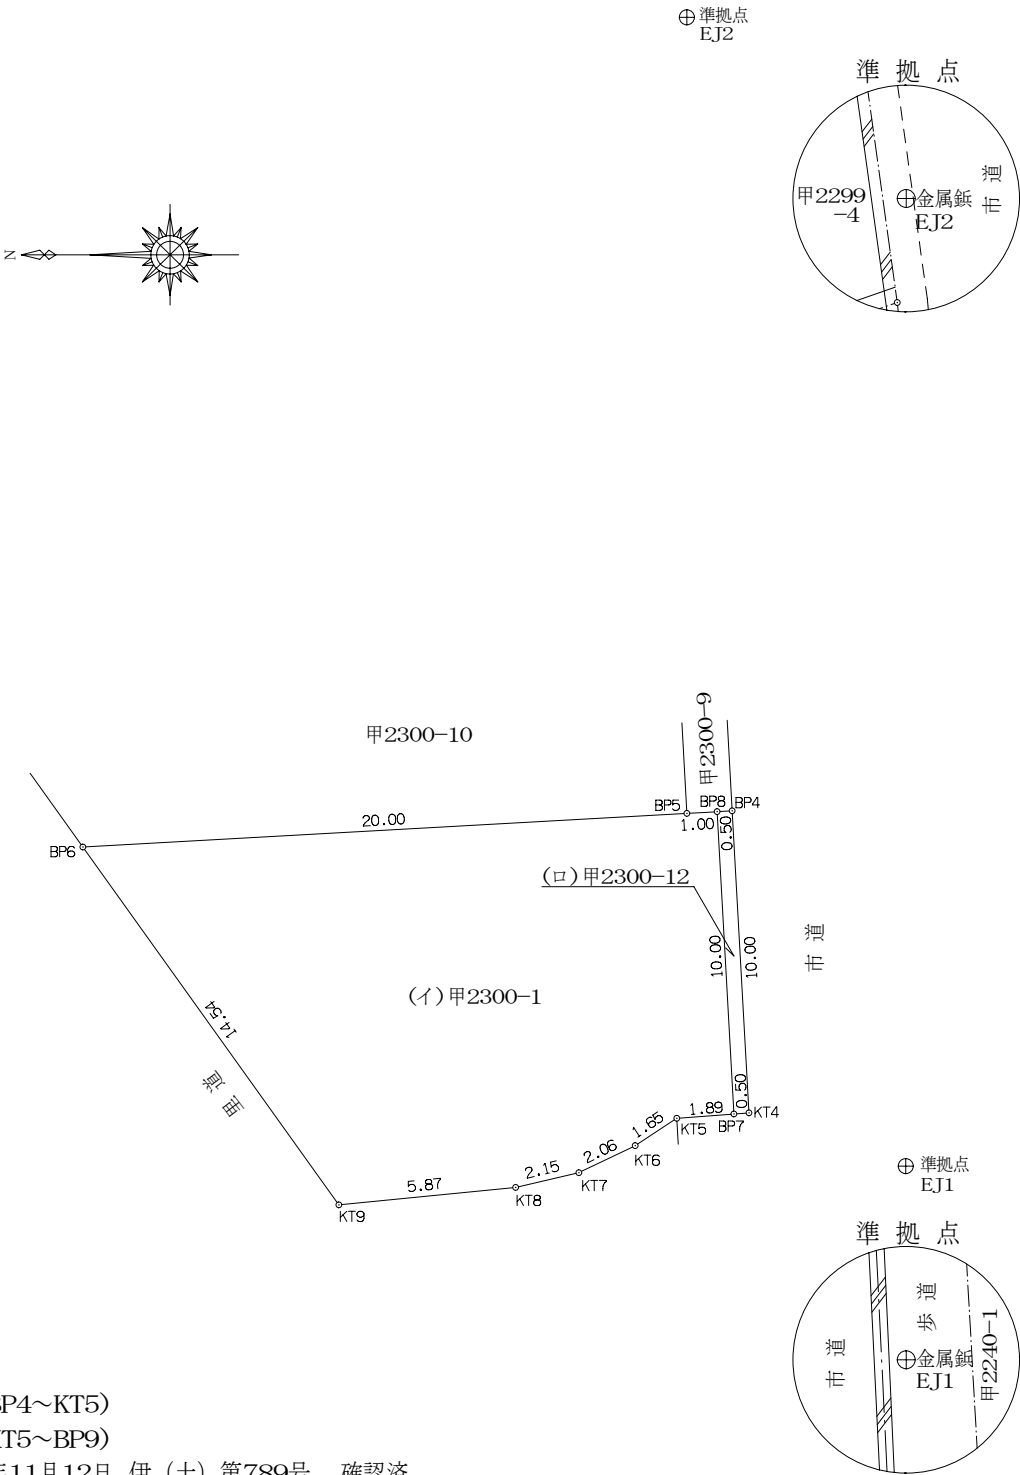 準拠点
EJ2
準拠点
甲2299
-4
金属鋲
EJ2
市道
N
甲2300-10
甲2300-9
BP5
BP8
BP4
20.00
1.00
0.50
BP6
(ロ)甲2300-12
10.00
10.00
市道
(イ)甲2300-1
14.54
里道
0.50
1.89
KT4
BP7
KT5
1.65
KT6
2.06
KT7
2.15
KT8
5.87
KT9
準拠点
EJ1
準拠点
市道
歩道
金属鋲
EJ1
甲2240-1
BP4～KT5)
KT5～BP9)
年11月12日 伊(土)第789号 確認済